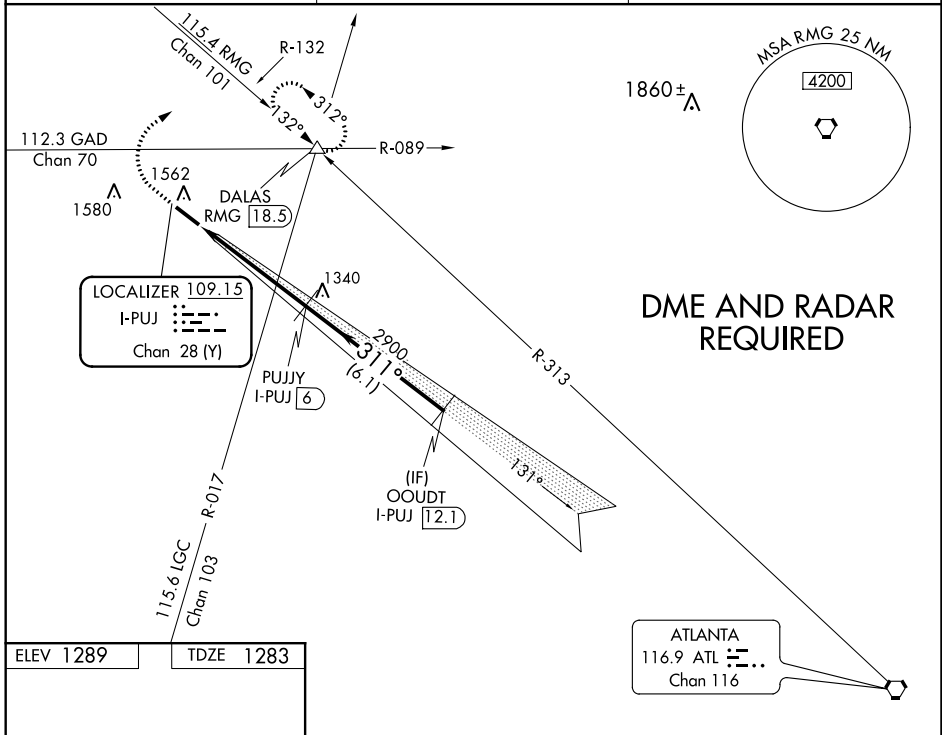 115.4 RMG
Chan 101
R-132
132°
312°
MSA RMG 25 NM
4200
1860±
112.3 GAD
Chan 70
R-089
1562
1580
DALAS
RMG 18.5
LOCALIZER 109.15
I-PUJ
Chan 28 (Y)
1340
DME AND RADAR
REQUIRED
2900
311°
(6.1)
R-313
PUJJY
I-PUJ 6
(IF)
OOUDT
I-PUJ 12.1
131°
R-017
115.6 LGC
Chan 103
ATLANTA
116.9 ATL
Chan 116
ELEV 1289
TDZE 1283